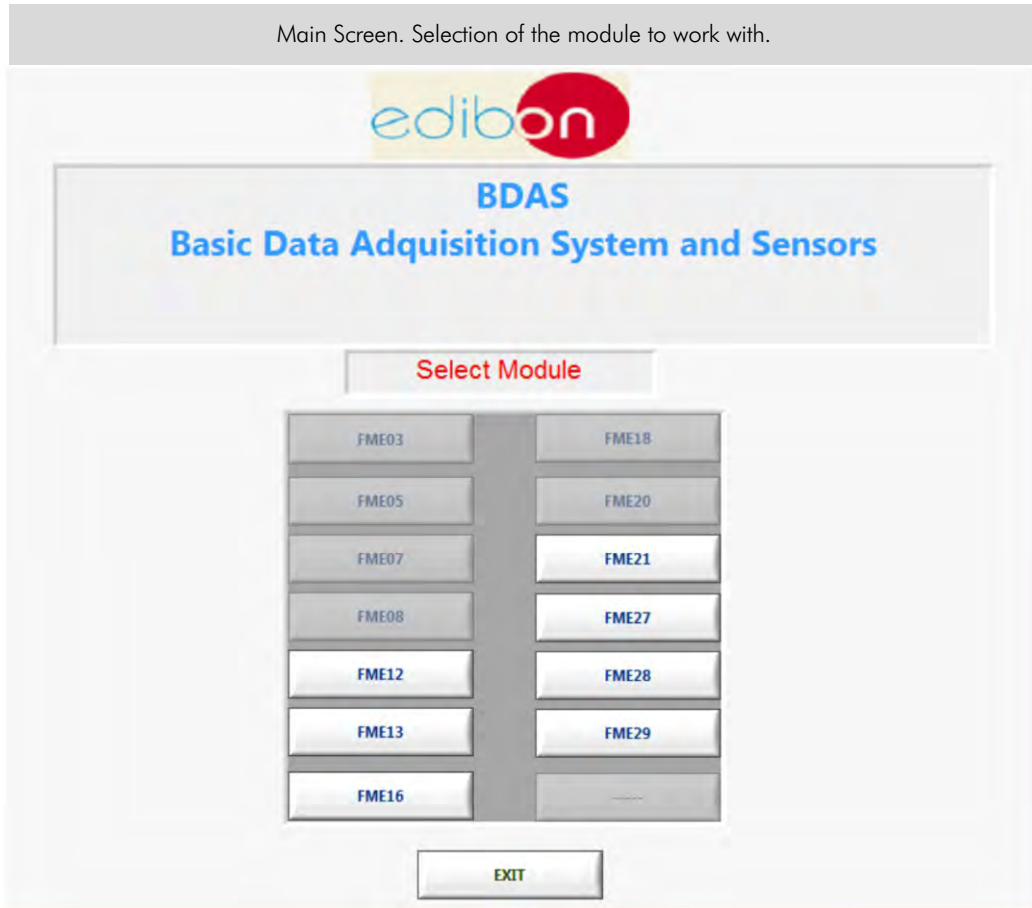 Main Screen. Selection of the module to work with.
edibon
BDAS
Basic Data Adquisition System and Sensors
Select Module
FME03
FME18
FME05
FME20
FME07
FME21
FME08
FME27
FME12
FME28
FME13
FME29
FME16
------
EXIT